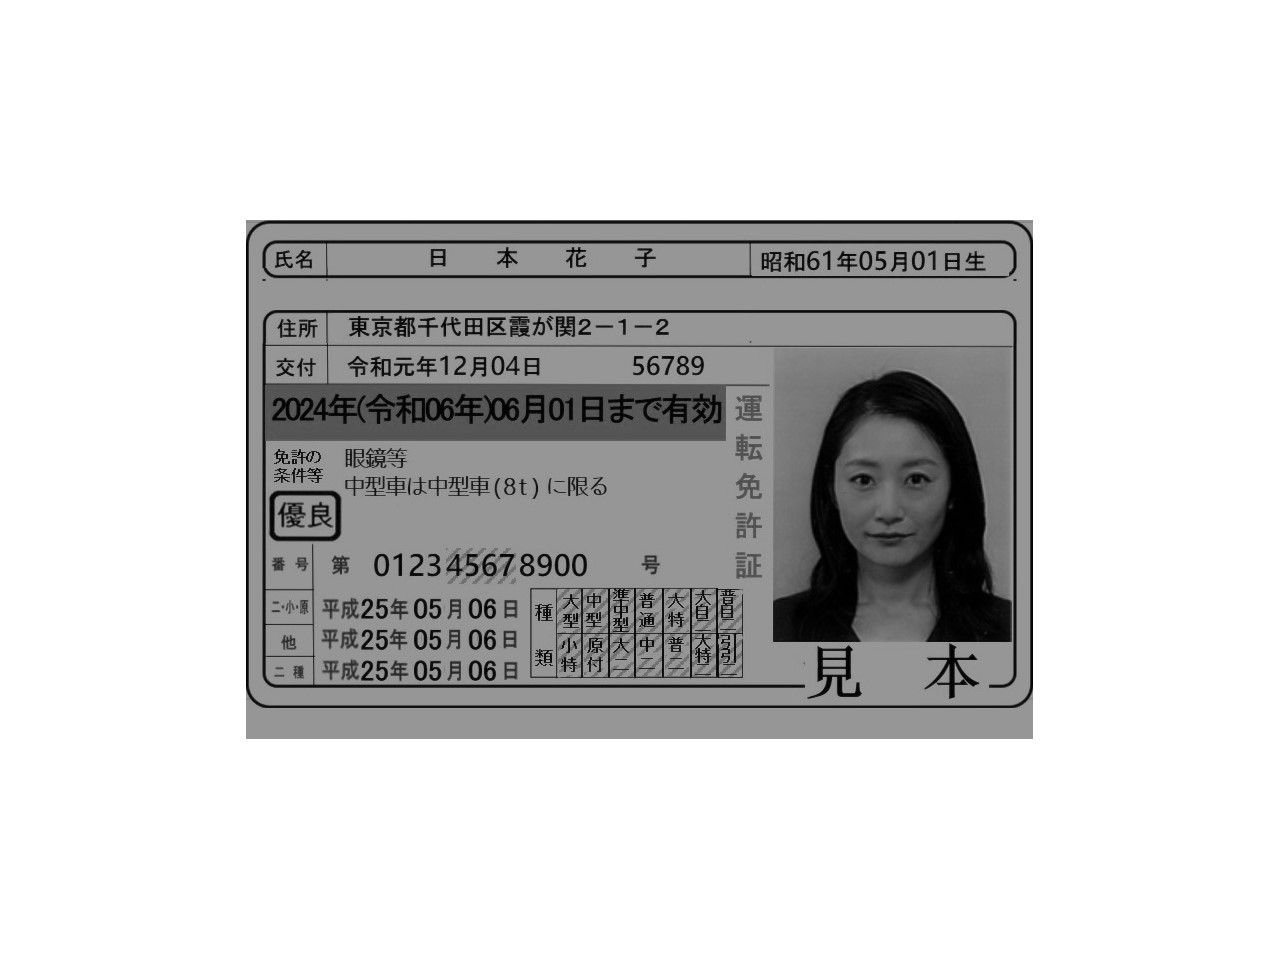 氏名 日本花子 昭和61年05月01日生
住所 東京都千代田区霞が関2−1−2
交付 令和元年12月04日 56789
2024年(令和06年)06月01日まで有効
免許の条件等 眼鏡等
中型車は中型車(8t)に限る
優良
番号 第 012345678900 号
二・小・原 平成25年05月06日
他 平成25年05月06日
二種 平成25年05月06日
種類 大型 中型 準中型 普通 大特 大自二 普自二
小特 原付 大二 中二 普二 大特二 引引二
運転免許証
見本